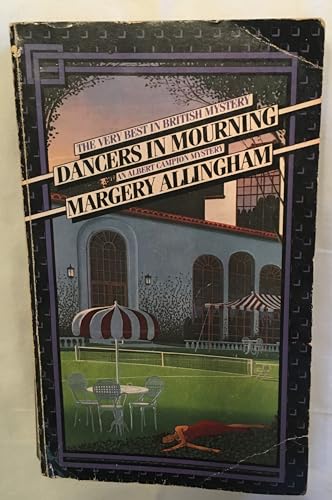 THE VERY BEST IN BRITISH MYSTERY
DANCERS IN MOURNING
AN ALBERT CAMPION MYSTERY
MARGERY ALLINGHAM